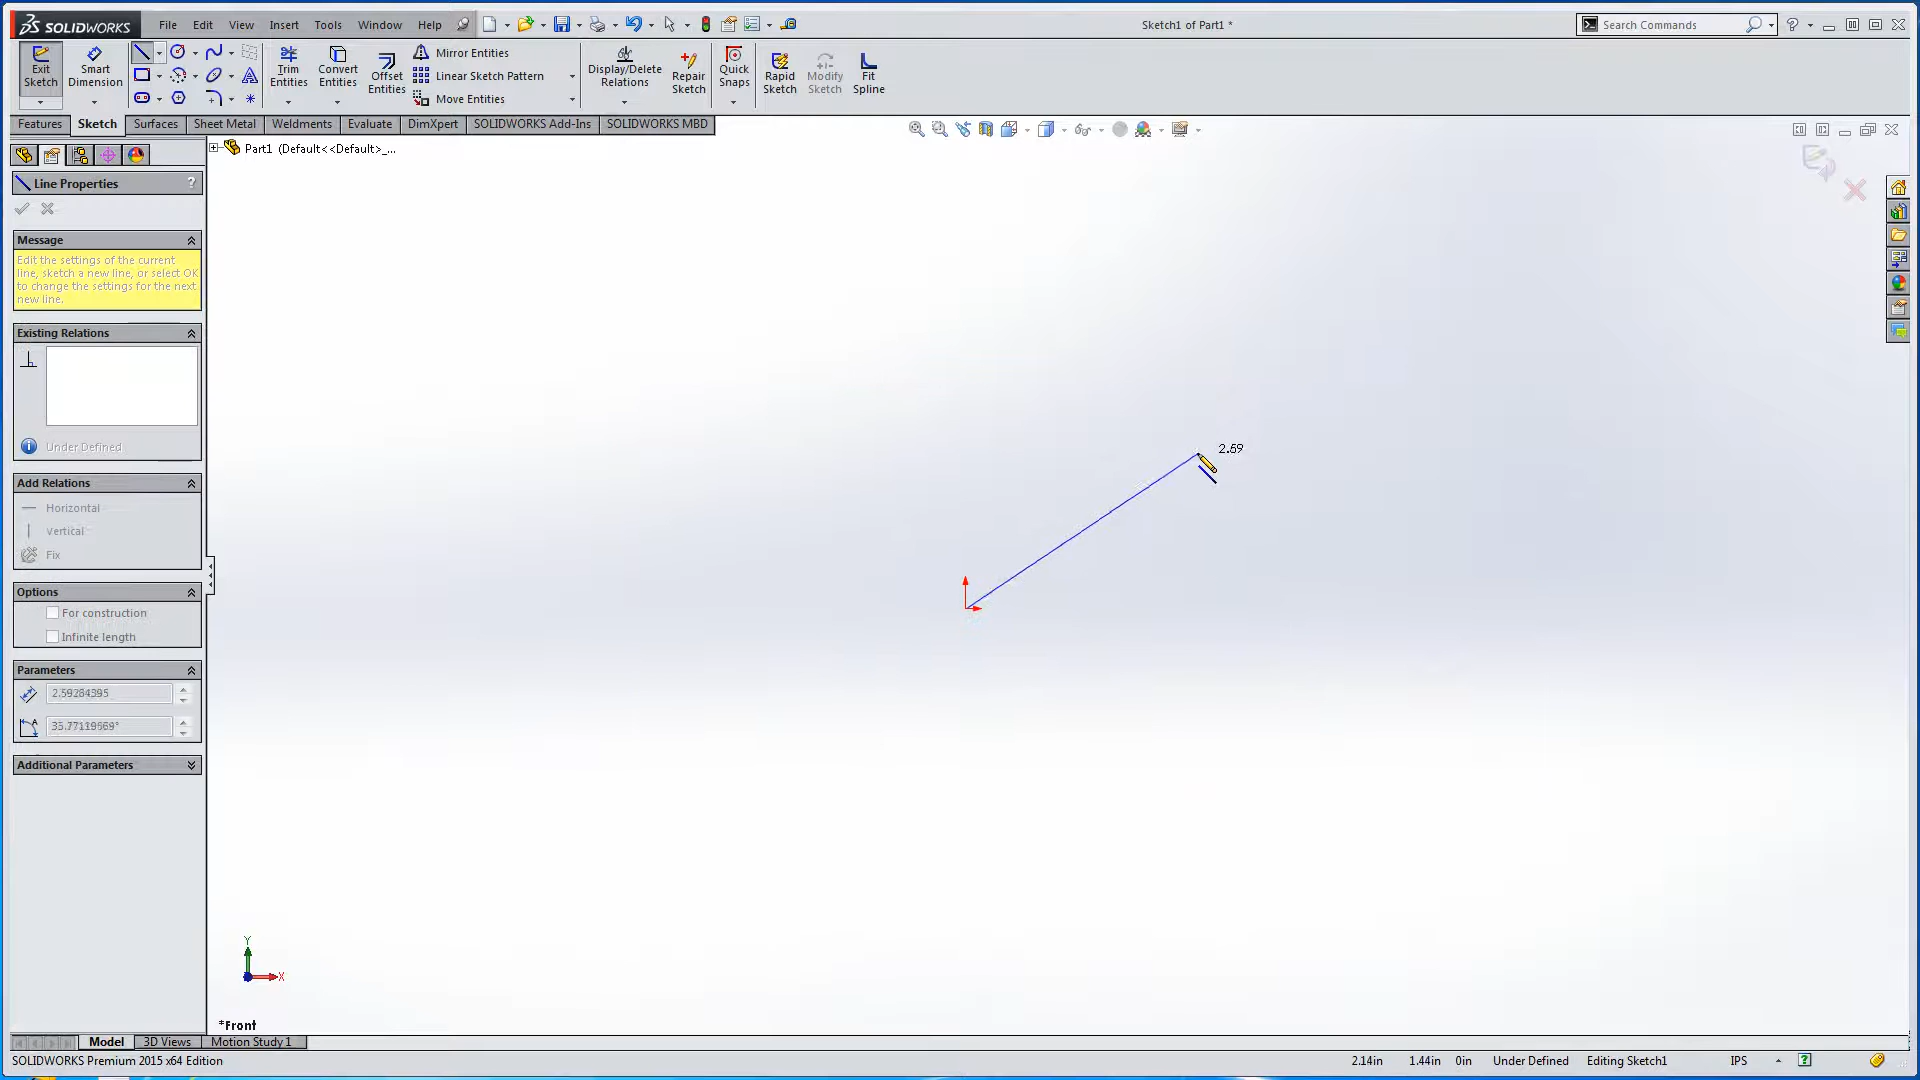 SOLIDWORKS
File Edit View Insert Tools Window Help
Sketch1 of Part1 *
Search Commands
Exit Sketch
Smart Dimension
Trim Entities
Convert Entities
Offset Entities
Mirror Entities
Linear Sketch Pattern
Move Entities
Display/Delete Relations
Repair Sketch
Quick Snaps
Rapid Sketch
Modify Sketch
Fit Spline
Features Sketch Surfaces Sheet Metal Weldments Evaluate DimXpert SOLIDWORKS Add-Ins SOLIDWORKS MBD
Part1 (Default<<Default>_...
Line Properties ?
Message
Edit the settings of the current
line, sketch a new line, or select OK
to change the settings for the next
new line.
Existing Relations
Under Defined
Add Relations
Horizontal
Vertical
Fix
Options
For construction
Infinite length
Parameters
2.59284395
Additional Parameters
2.59
Y
X
*Front
Model 3D Views Motion Study 1
SOLIDWORKS Premium 2015 x64 Edition
2.14in 1.44in 0in Under Defined Editing Sketch1 IPS